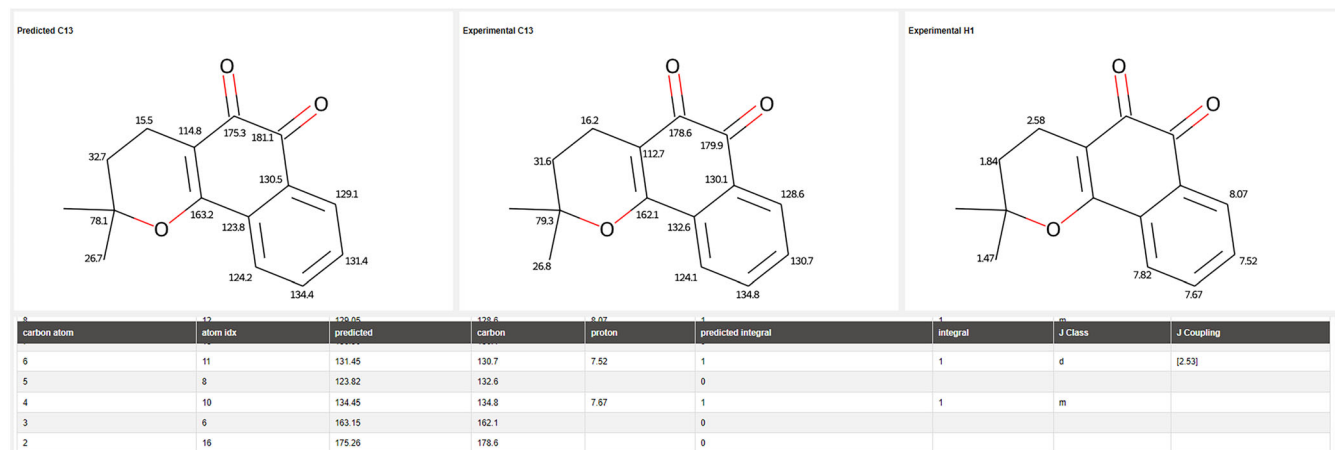 Predicted C13
Experimental C13
Experimental H1
O
O
15.5
114.8
175.3
181.1
32.7
130.5
129.1
78.1
163.2
123.8
O
26.7
124.2
131.4
134.4
O
O
16.2
178.6
112.7
179.9
31.6
130.1
128.6
79.3
162.1
132.6
O
26.8
124.1
130.7
134.8
O
O
2.58
1.84
8.07
O
1.47
7.82
7.52
7.67
carbon atom atom idx predicted carbon proton predicted integral integral J Class J Coupling
6 11 131.45 130.7 7.52 1 1 d [2.53]
5 8 123.82 132.6 0
4 10 134.45 134.8 7.67 1 1 m
3 6 163.15 162.1 0
2 16 175.26 178.6 0